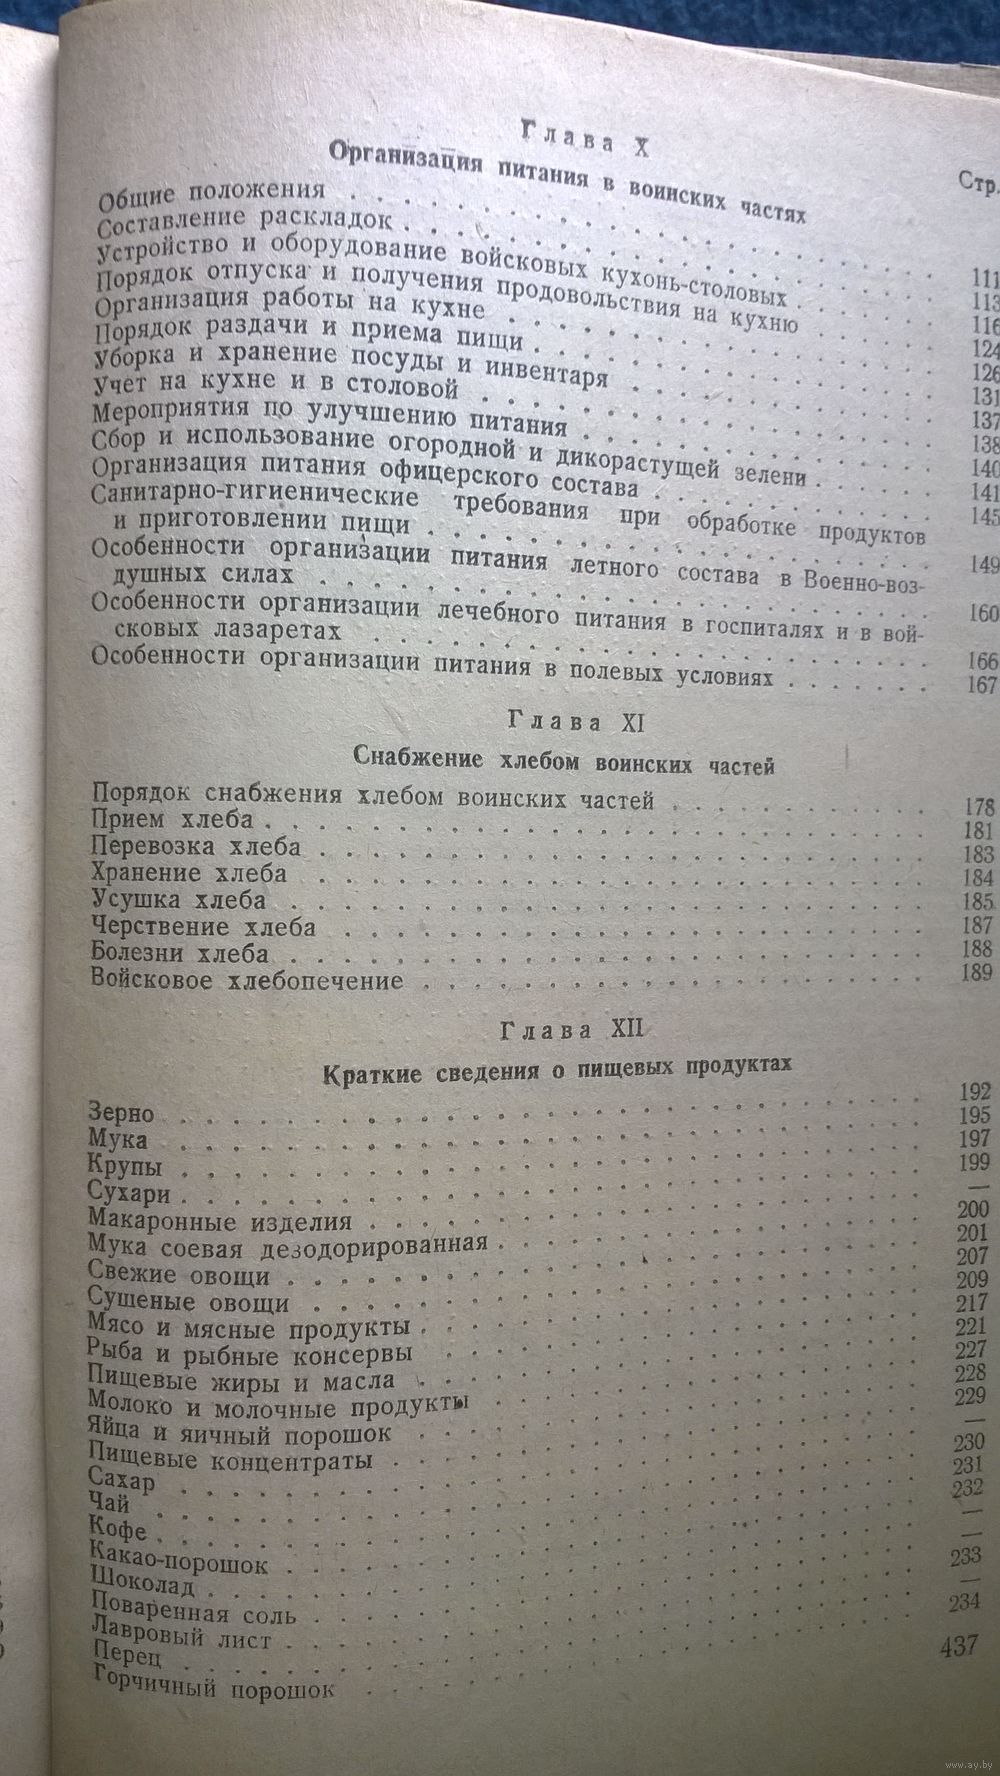 Глава X
Организация питания в воинских частях
Стр.
Общие положения . . . . . . . . . . . . . . . . . . 111
Составление раскладок . . . . . . . . . . . . . . . . 113
Устройство и оборудование войсковых кухонь-столовых . . . . . 116
Порядок отпуска и получения продовольствия на кухню . . . . . 124
Организация работы на кухне . . . . . . . . . . . . . . 126
Порядок раздачи и приема пищи . . . . . . . . . . . . . 131
Уборка и хранение посуды и инвентаря . . . . . . . . . . . 137
Учет на кухне и в столовой . . . . . . . . . . . . . . . 138
Мероприятия по улучшению питания . . . . . . . . . . . . 140
Сбор и использование огородной и дикорастущей зелени . . . . . 141
Организация питания офицерского состава . . . . . . . . . . 145
Санитарно-гигиенические требования при обработке продуктов
и приготовлении пищи . . . . . . . . . . . . . . . . 149
Особенности организации питания летного состава в Военно-воз-
душных силах . . . . . . . . . . . . . . . . . . . 160
Особенности организации лечебного питания в госпиталях и в вой-
сковых лазаретах . . . . . . . . . . . . . . . . . . 166
Особенности организации питания в полевых условиях . . . . . . 167
Глава XI
Снабжение хлебом воинских частей
Порядок снабжения хлебом воинских частей . . . . . . . . . . 178
Прием хлеба . . . . . . . . . . . . . . . . . . . . 181
Перевозка хлеба . . . . . . . . . . . . . . . . . . . 183
Хранение хлеба . . . . . . . . . . . . . . . . . . . 184
Усушка хлеба . . . . . . . . . . . . . . . . . . . . 185
Черствение хлеба . . . . . . . . . . . . . . . . . . 187
Болезни хлеба . . . . . . . . . . . . . . . . . . . . 188
Войсковое хлебопечение . . . . . . . . . . . . . . . . 189
Глава XII
Краткие сведения о пищевых продуктах
Зерно . . . . . . . . . . . . . . . . . . . . . . 192
Мука . . . . . . . . . . . . . . . . . . . . . . . 195
Крупы . . . . . . . . . . . . . . . . . . . . . . 197
Сухари . . . . . . . . . . . . . . . . . . . . . . 199
Макаронные изделия . . . . . . . . . . . . . . . . . —
Мука соевая дезодорированная . . . . . . . . . . . . . . 200
Свежие овощи . . . . . . . . . . . . . . . . . . . . 201
Сушеные овощи . . . . . . . . . . . . . . . . . . . 207
Мясо и мясные продукты . . . . . . . . . . . . . . . . 209
Рыба и рыбные консервы . . . . . . . . . . . . . . . . 217
Пищевые жиры и масла . . . . . . . . . . . . . . . . 221
Молоко и молочные продукты . . . . . . . . . . . . . . 227
Яйца и яичный порошок . . . . . . . . . . . . . . . . 228
Пищевые концентраты . . . . . . . . . . . . . . . . . 229
Сахар . . . . . . . . . . . . . . . . . . . . . . —
Чай . . . . . . . . . . . . . . . . . . . . . . . 230
Кофе . . . . . . . . . . . . . . . . . . . . . . . 231
Какао-порошок . . . . . . . . . . . . . . . . . . . 232
Шоколад . . . . . . . . . . . . . . . . . . . . . —
Поваренная соль . . . . . . . . . . . . . . . . . . . —
Лавровый лист . . . . . . . . . . . . . . . . . . . 233
Перец . . . . . . . . . . . . . . . . . . . . . . —
Горчичный порошок . . . . . . . . . . . . . . . . . 234
437
www.ay.by